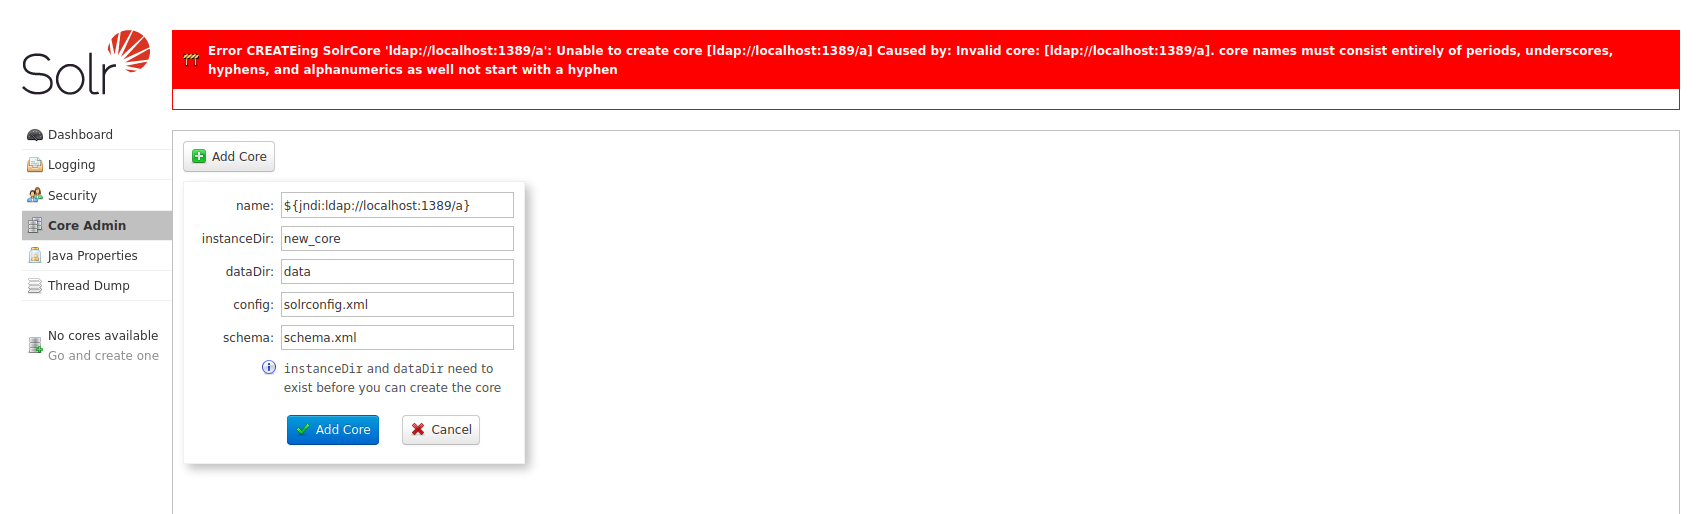 Solr
Error CREATEing SolrCore 'ldap://localhost:1389/a': Unable to create core [ldap://localhost:1389/a] Caused by: Invalid core: [ldap://localhost:1389/a]. core names must consist entirely of periods, underscores,
hyphens, and alphanumerics as well not start with a hyphen
Dashboard
Logging
Security
Core Admin
Java Properties
Thread Dump
No cores available
Go and create one
Add Core
name: ${jndi:ldap://localhost:1389/a}
instanceDir: new_core
dataDir: data
config: solrconfig.xml
schema: schema.xml
instanceDir and dataDir need to
exist before you can create the core
Add Core Cancel